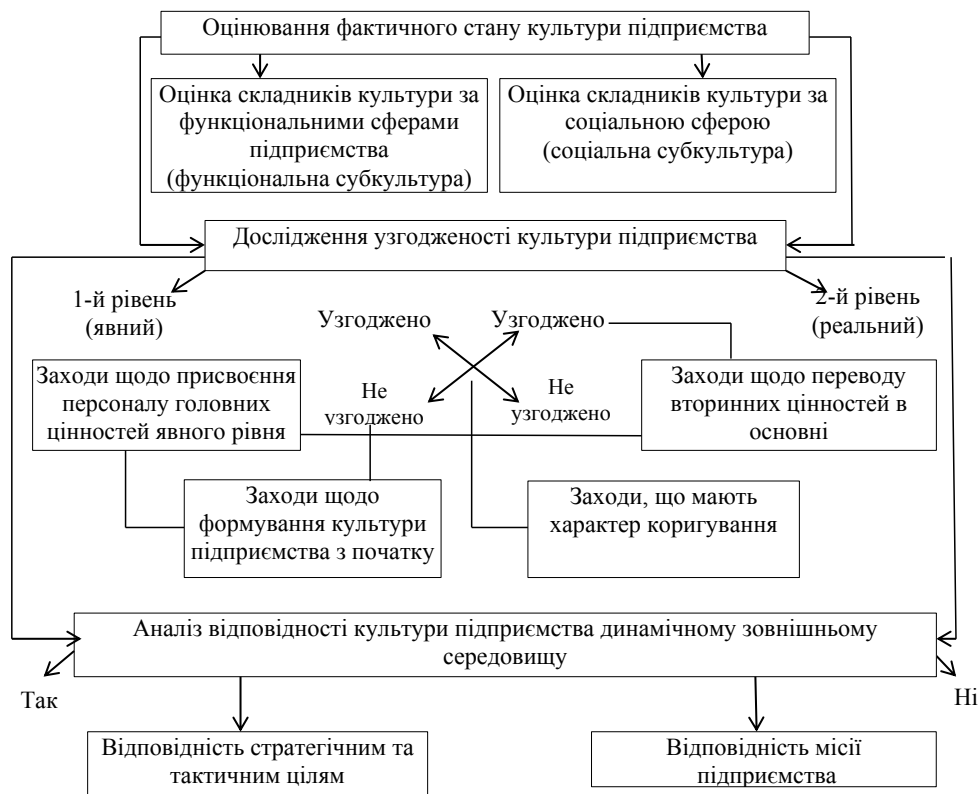 Оцінювання фактичного стану культури підприємства
Оцінка складників культури за
функціональними сферами
підприємства
(функціональна субкультура)
Оцінка складників культури за
соціальною сферою
(соціальна субкультура)
Дослідження узгодженості культури підприємства
1-й рівень
(явний)
2-й рівень
(реальний)
Узгоджено
Узгоджено
Не
узгоджено
Не
узгоджено
Заходи щодо присвоєння
персоналу головних
цінностей явного рівня
Заходи щодо переводу
вторинних цінностей в
основні
Заходи щодо
формування культури
підприємства з початку
Заходи, що мають
характер коригування
Аналіз відповідності культури підприємства динамічному зовнішньому
середовищу
Так
Ні
Відповідність стратегічним та
тактичним цілям
Відповідність місії
підприємства